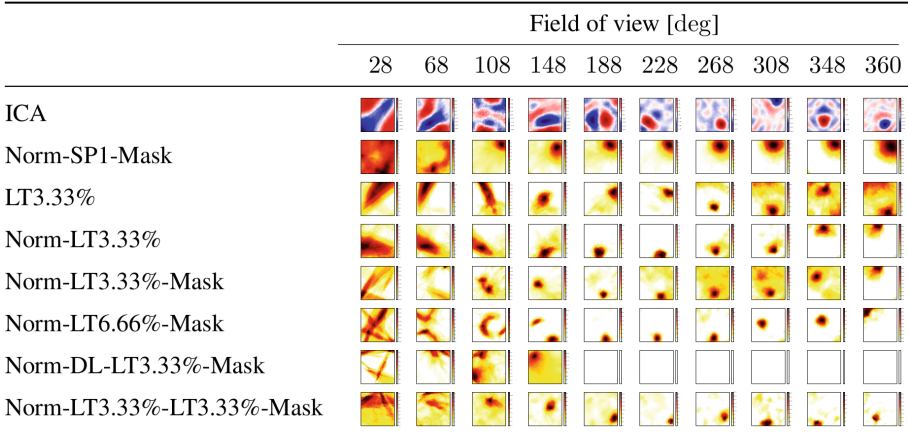 Field of view [deg]
28 68 108 148 188 228 268 308 348 360
ICA
Norm-SP1-Mask
LT3.33%
Norm-LT3.33%
Norm-LT3.33%-Mask
Norm-LT6.66%-Mask
Norm-DL-LT3.33%-Mask
Norm-LT3.33%-LT3.33%-Mask